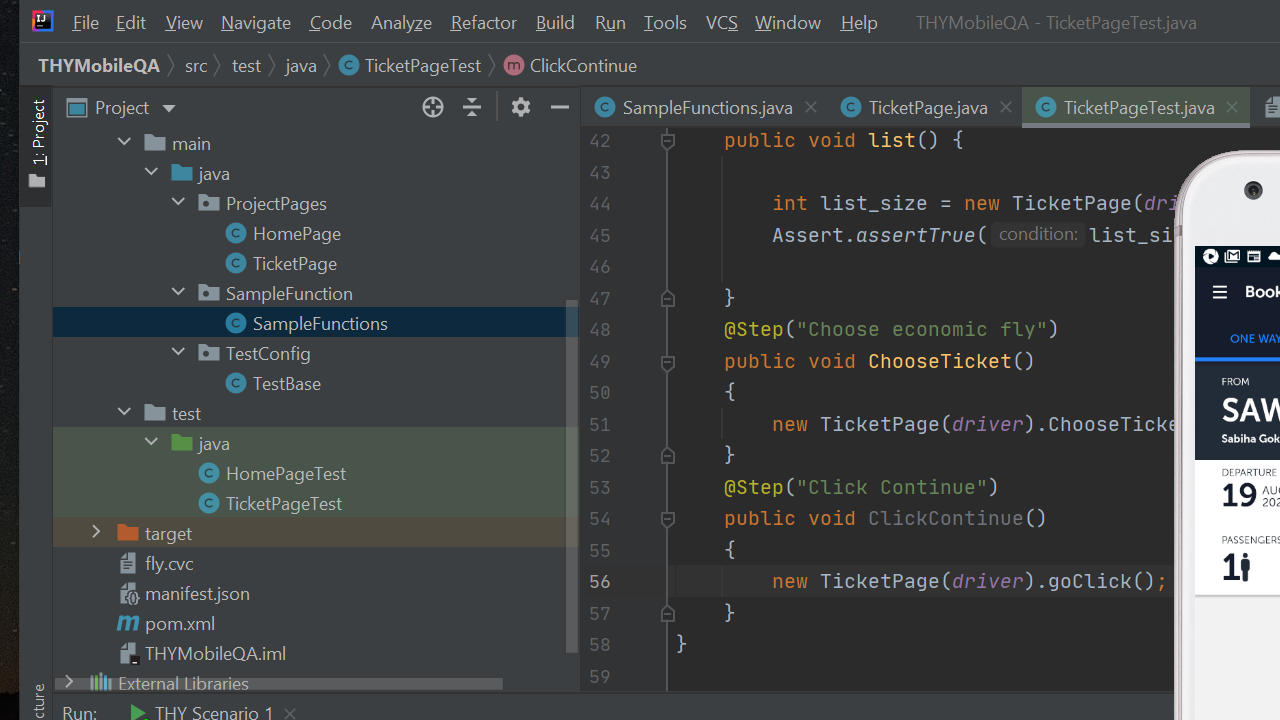 File Edit View Navigate Code Analyze Refactor Build Run Tools VCS Window Help THYMobileQA - TicketPageTest.java
THYMobileQA src test java TicketPageTest ClickContinue
1: Project
Project
SampleFunctions.java TicketPage.java TicketPageTest.java
main
java
ProjectPages
HomePage
TicketPage
SampleFunction
SampleFunctions
TestConfig
TestBase
test
java
HomePageTest
TicketPageTest
target
fly.cvc
manifest.json
pom.xml
THYMobileQA.iml
External Libraries
42 public void list() {
43
44 int list_size = new TicketPage(dri
45 Assert.assertTrue( condition: list_si
46
47 }
48 @Step("Choose economic fly")
49 public void ChooseTicket()
50 {
51 new TicketPage(driver).ChooseTicke
52 }
53 @Step("Click Continue")
54 public void ClickContinue()
55 {
56 new TicketPage(driver).goClick();
57 }
58 }
59
Book
ONE WAY
FROM
SAW
Sabiha Gok
DEPARTURE
19 AUG
202
PASSENGERS
1
cture
Run: THY Scenario 1